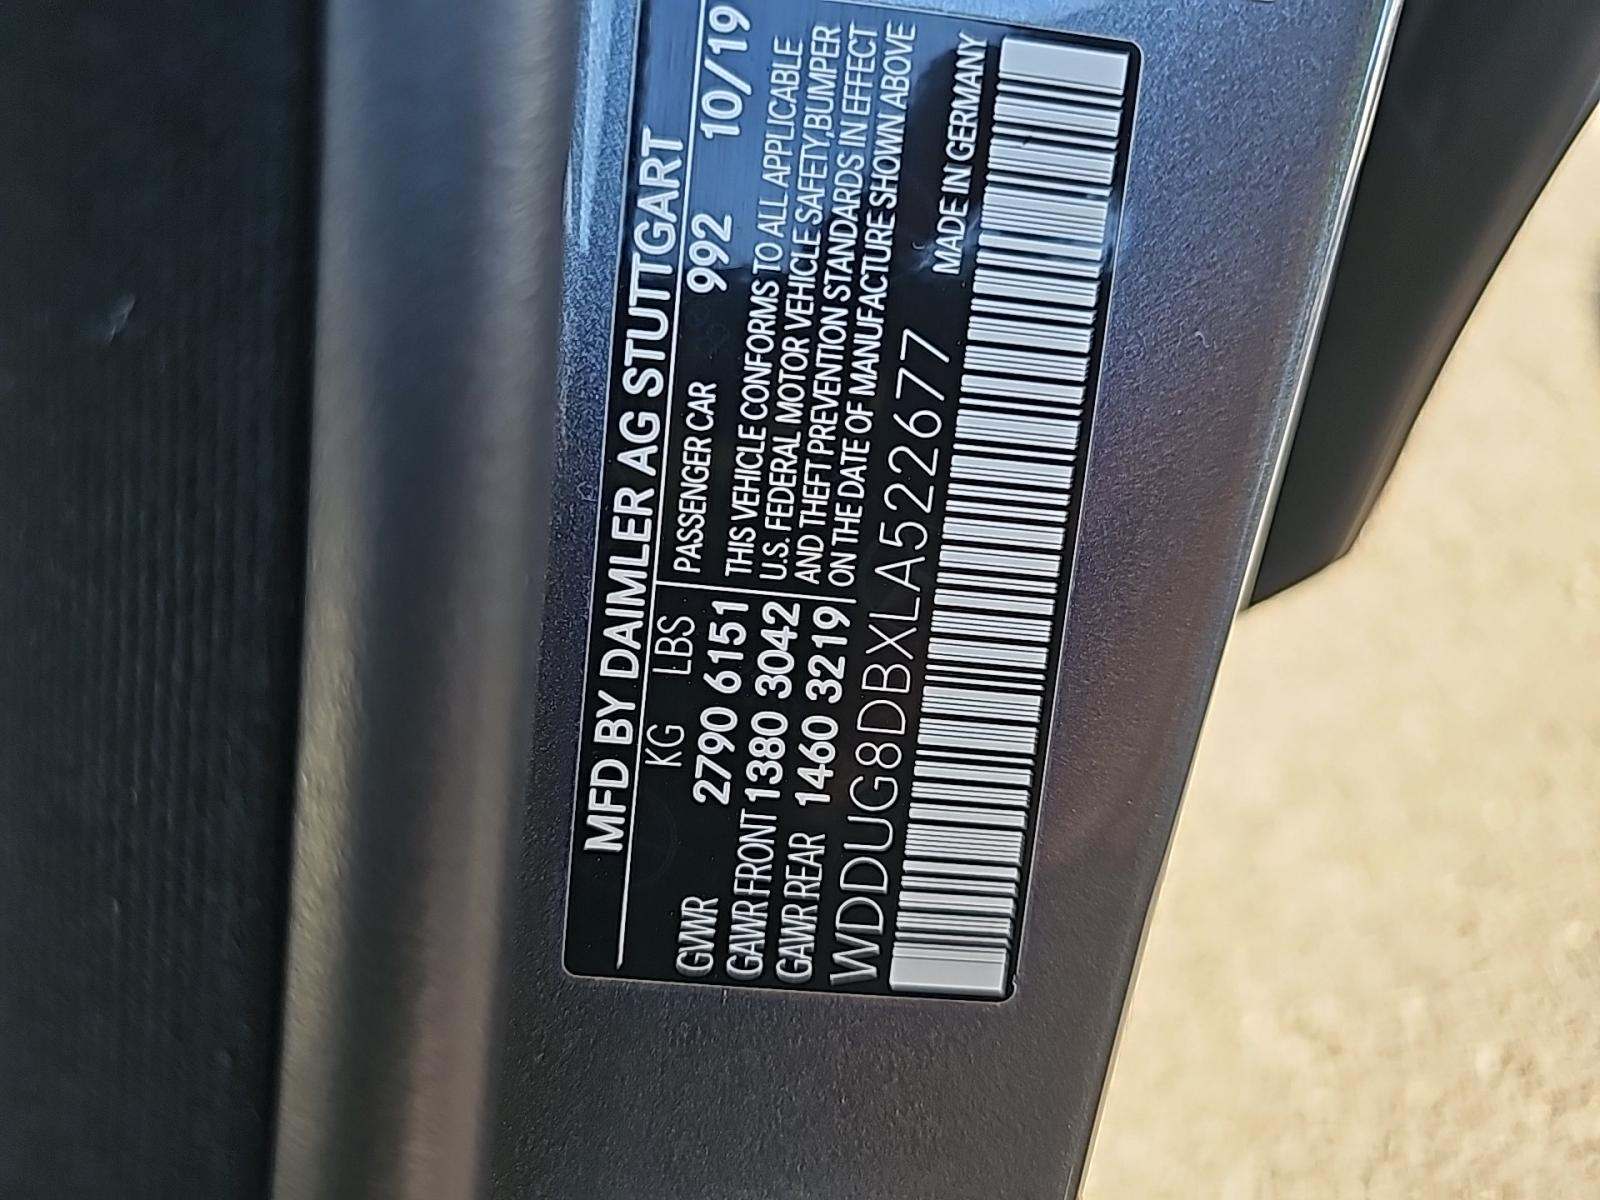 MFD BY DAIMLER AG STUTTGART
KG LBS PASSENGER CAR 992 10/19
GVWR 2790 6151
GAWR FRONT 1380 3042
GAWR REAR 1460 3219
THIS VEHICLE CONFORMS TO ALL APPLICABLE
U.S. FEDERAL MOTOR VEHICLE SAFETY,BUMPER
AND THEFT PREVENTION STANDARDS IN EFFECT
ON THE DATE OF MANUFACTURE SHOWN ABOVE
WDDUG8DBXLA522677 MADE IN GERMANY